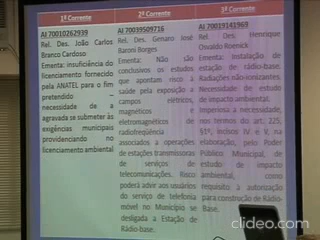 1ª Corrente
AI 70010262939
Rel. Des. João Carlos
Branco Cardoso
Ementa: insuficiência do
licenciamento fornecido
pela ANATEL para o fim
pretendido
necessidade de a
agravada se submeter às
exigências municipais
providenciando no
licenciamento ambiental
2ª Corrente
AI 70039509716
Rel. Des. Genaro José
Baroni Borges
Ementa: Não são
conclusivos os estudos
que apontam risco à
saúde pela exposição a
campos elétricos,
magnéticos e
eletromagnéticos de
radiofreqüência
associados a operações
de estações transmissoras
de serviços de
telecomunicações. Risco
poderá advir aos usuários
do serviço de telefonia
móvel no Município se
desligada a Estação de
Rádio-base.
3ª Corrente
AI 70019141969
Rel. Des. Henrique
Osvaldo Roenick
Ementa: Instalação de
estação de rádio-base.
Radiações não-ionizantes.
Necessidade de estudo
de impacto ambiental.
Imperiosa a necessidade,
nos termos do art. 225,
§1º, incisos IV e V, na
elaboração, pelo Poder
Público Municipal, de
estudo de impacto
ambiental, como
requisito à autorização
para construção de Rádio-
Base.
clideo.com